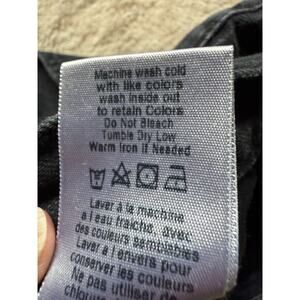 Machine wash cold
with like colors
wash inside out
to retain Colors
Do Not Bleach
Tumble Dry Low
Warm Iron if Needed
Laver à la machine
a l eau fraiche, avec
des couleurs samblables
Laver a l envers pour
conserver les couleurs
Ne pas utiliser de